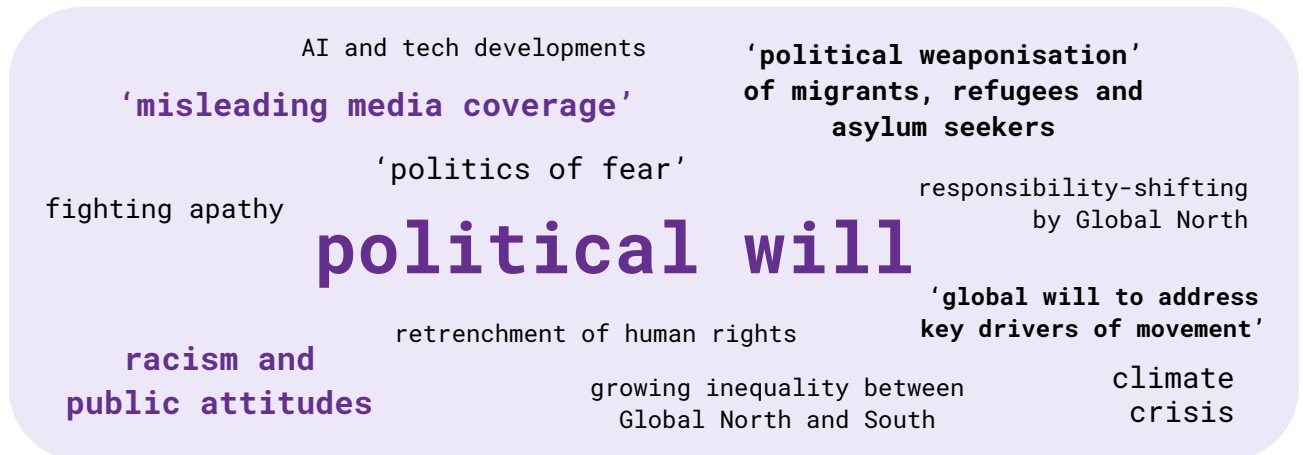 AI and tech developments
‘misleading media coverage’
‘political weaponisation’
of migrants, refugees and
asylum seekers
‘politics of fear’
fighting apathy
responsibility-shifting
by Global North
political will
‘global will to address
key drivers of movement’
retrenchment of human rights
racism and
public attitudes
growing inequality between
Global North and South
climate
crisis